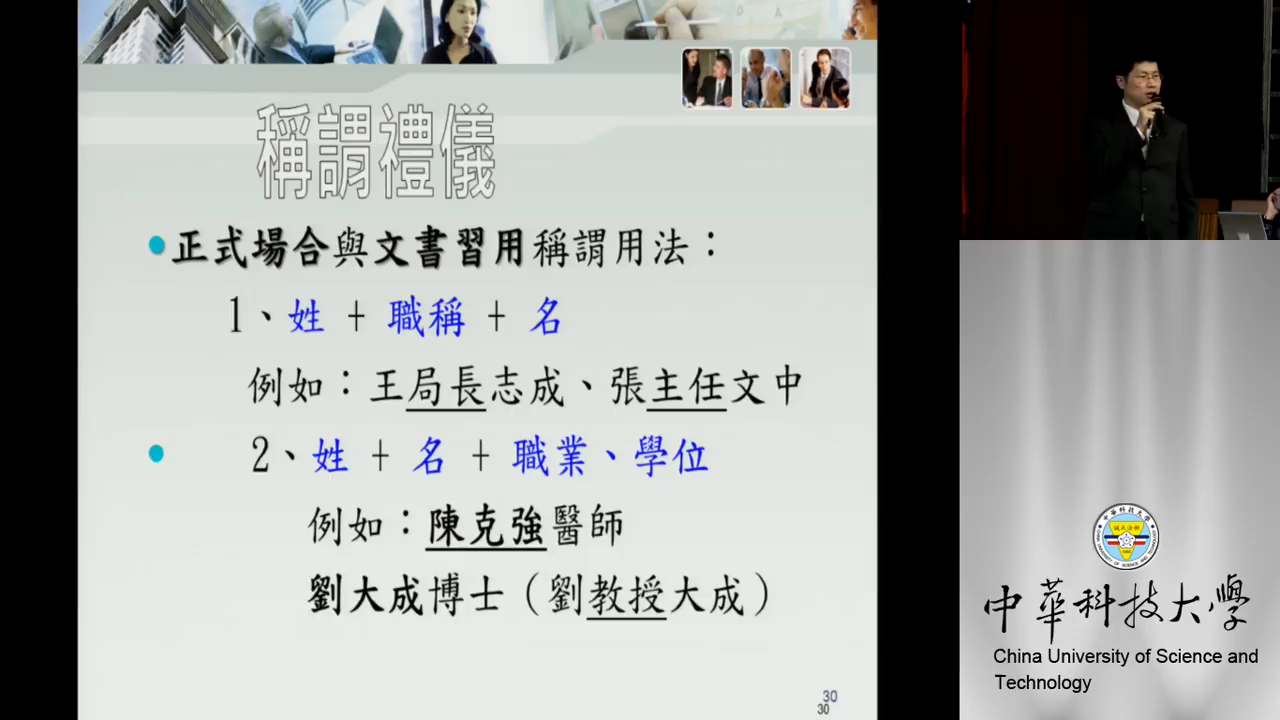 稱謂禮儀
•正式場合與文書習用稱謂用法：
1、姓 + 職稱 + 名
例如：王局長志成、張主任文中
• 2、姓 + 名 + 職業、學位
例如：陳克強醫師
劉大成博士（劉教授大成）
30
30
中華科技大學
China University of Science and
Technology